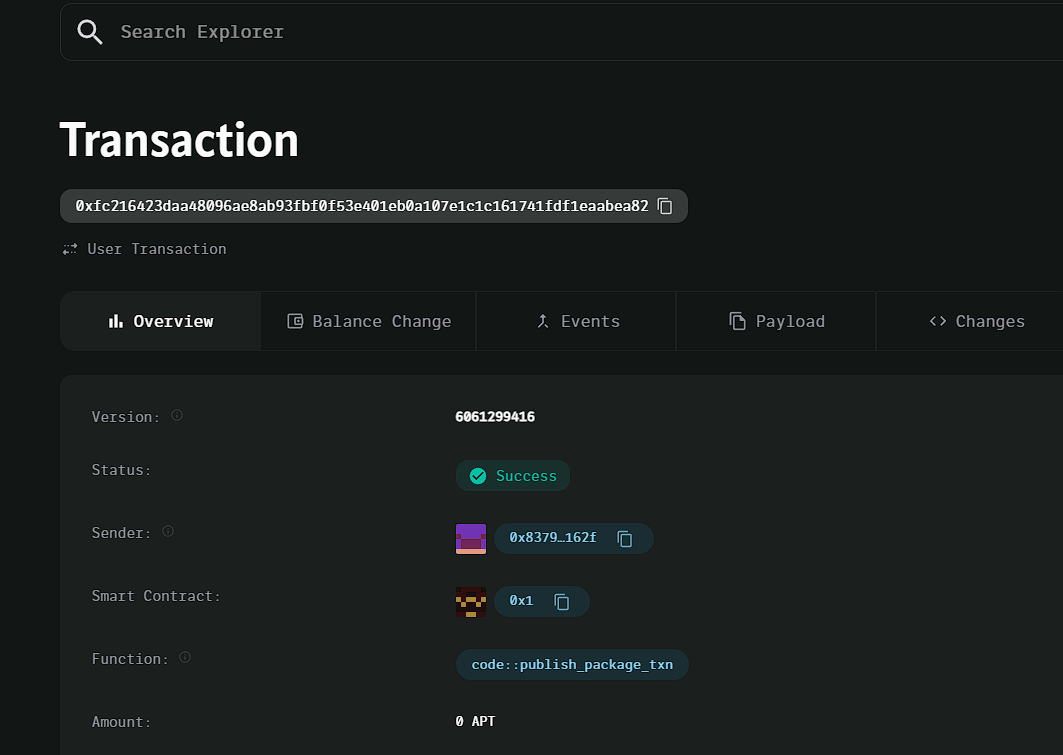 Search Explorer
Transaction
0xfc216423daa48096ae8ab93fbf0f53e401eb0a107e1c1c161741fdf1eaabea82
User Transaction
Overview Balance Change Events Payload Changes
Version: 6061299416
Status: Success
Sender: 0x8379…162f
Smart Contract: 0x1
Function: code::publish_package_txn
Amount: 0 APT